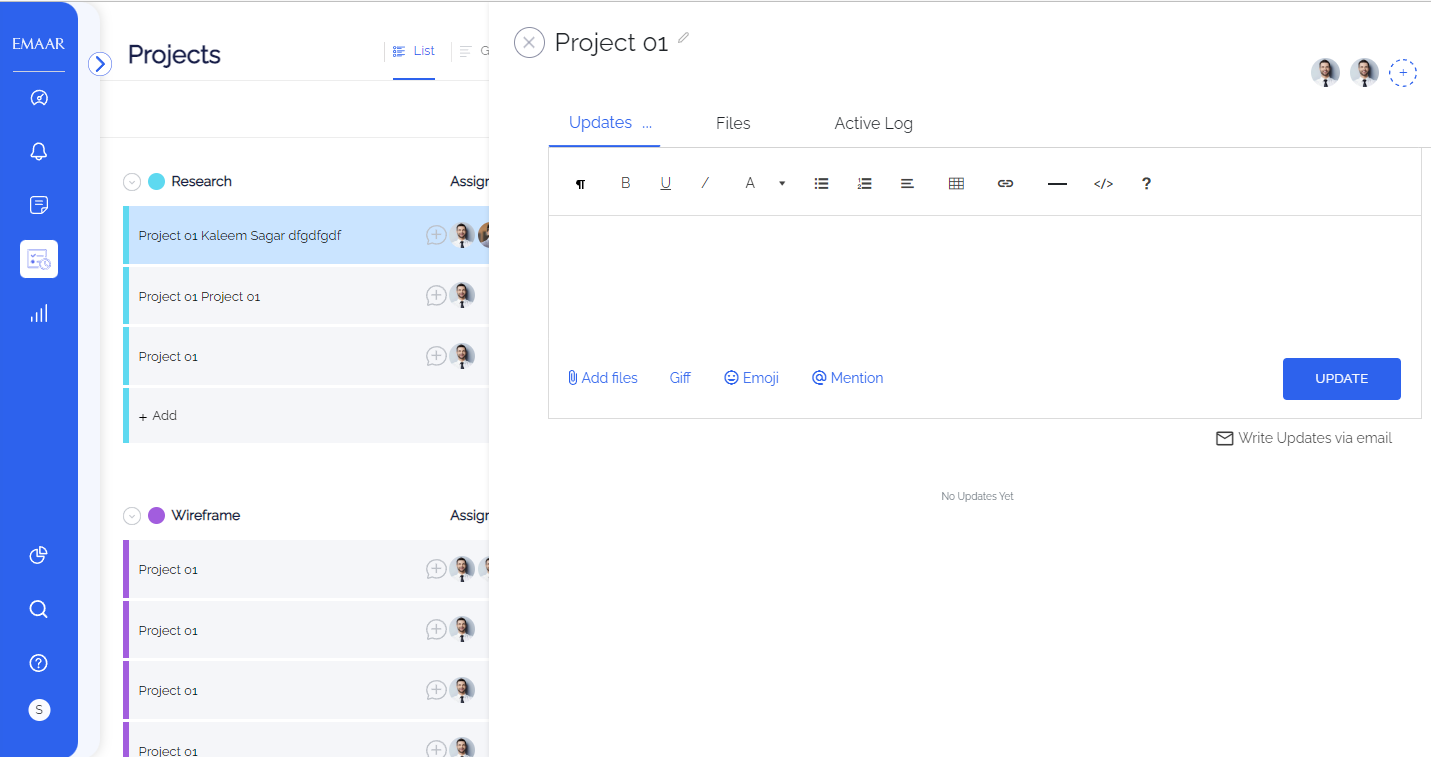 EMAAR
Projects
List
G
Research
Assigr
Project 01 Kaleem Sagar dfgdfgdf
Project 01 Project 01
Project 01
+ Add
Wireframe
Assigr
Project 01
Project 01
Project 01
Project 01
S
Project 01
Updates ...
Files
Active Log
¶ B U / A </> ?
Add files
Giff
Emoji
Mention
UPDATE
Write Updates via email
No Updates Yet